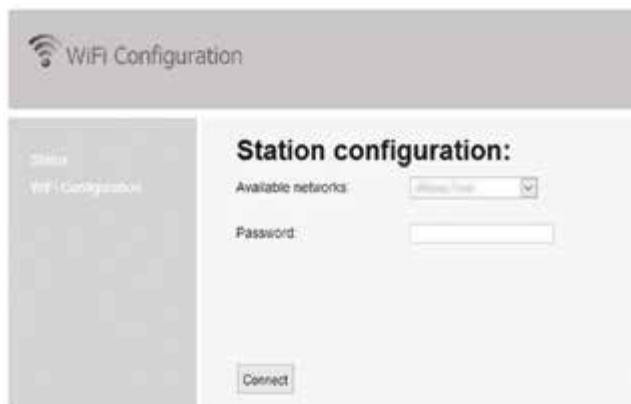 WiFi Configuration
Status
WiFi Configuration
Station configuration:
Available networks:
Password:
Connect